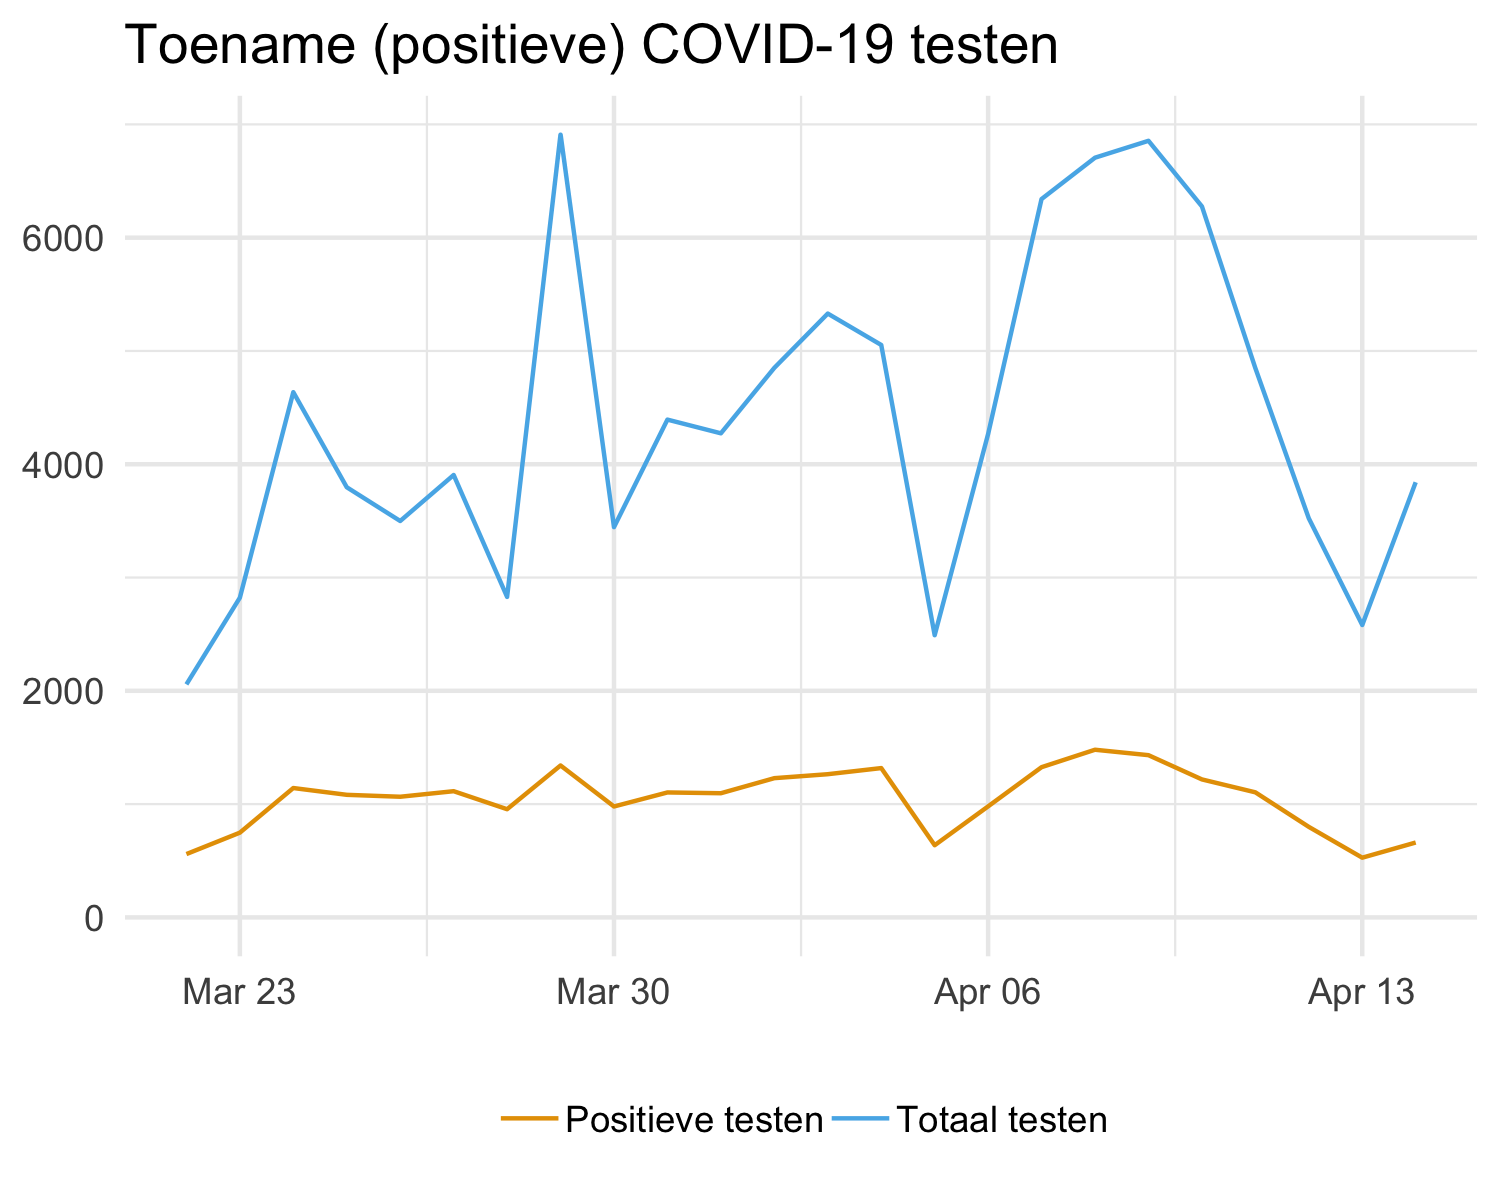 Toename (positieve) COVID-19 testen
6000
4000
2000
0
Mar 23 Mar 30 Apr 06 Apr 13
Positieve testen Totaal testen